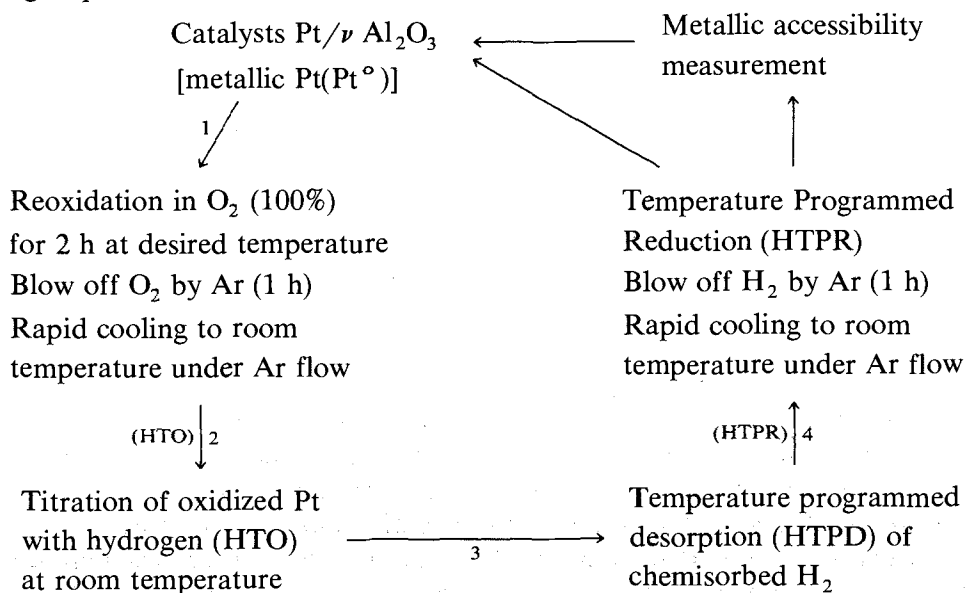 Catalysts Pt/ν Al₂O₃
[metallic Pt(Pt°)]
Metallic accessibility
measurement
1
Reoxidation in O₂ (100%)
for 2 h at desired temperature
Blow off O₂ by Ar (1 h)
Rapid cooling to room
temperature under Ar flow
Temperature Programmed
Reduction (HTPR)
Blow off H₂ by Ar (1 h)
Rapid cooling to room
temperature under Ar flow
(HTO) 2
(HTPR) 4
Titration of oxidized Pt
with hydrogen (HTO)
at room temperature
3
Temperature programmed
desorption (HTPD) of
chemisorbed H₂